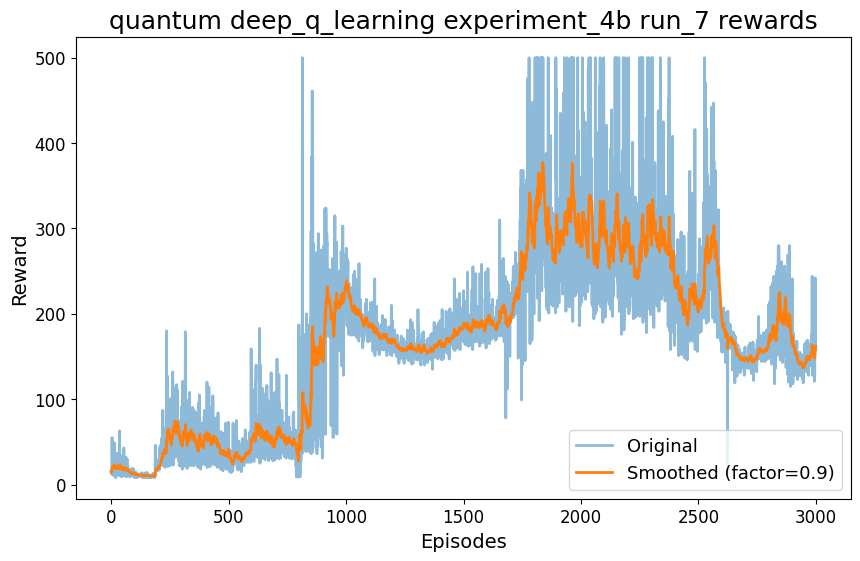 quantum deep_q_learning experiment_4b run_7 rewards
500
400
300
200
100
0
Reward
0 500 1000 1500 2000 2500 3000
Episodes
Original
Smoothed (factor=0.9)